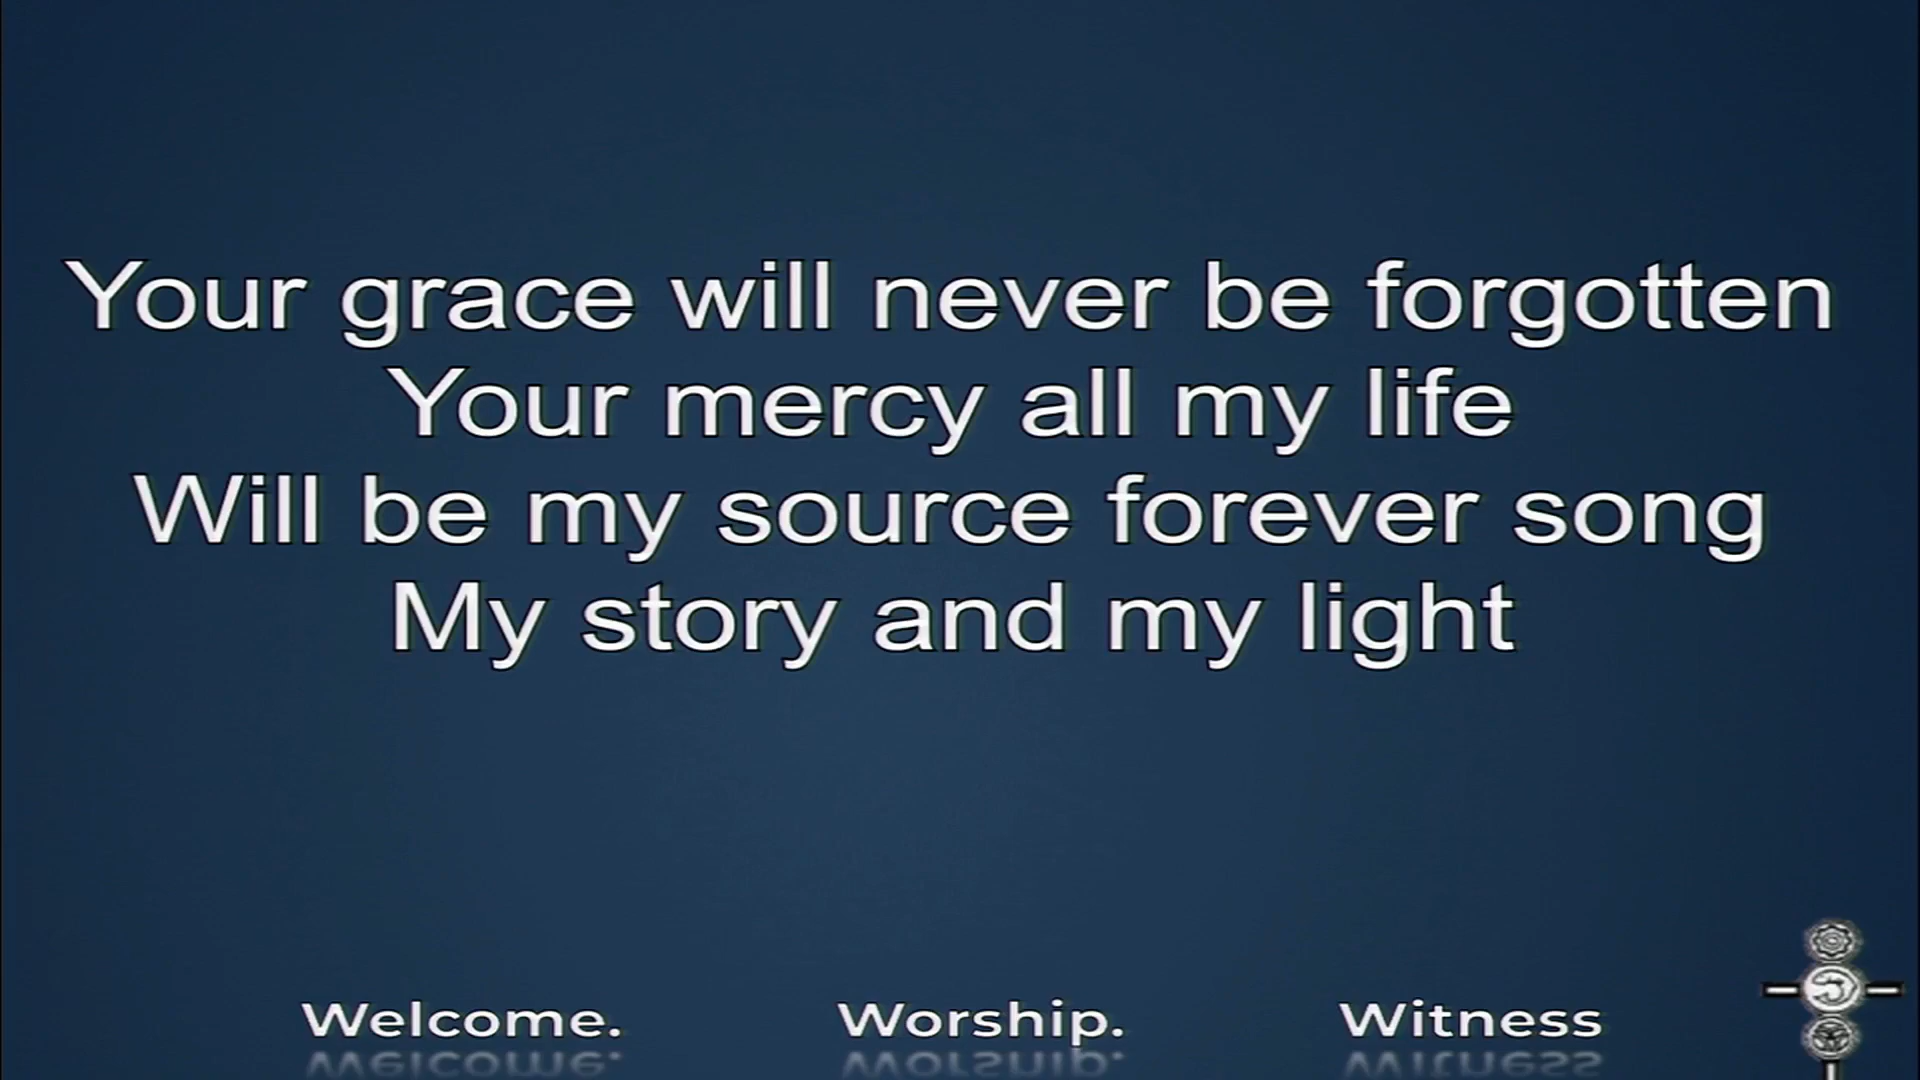 Your grace will never be forgotten
Your mercy all my life
Will be my source forever song
My story and my light
Welcome. Worship. Witness